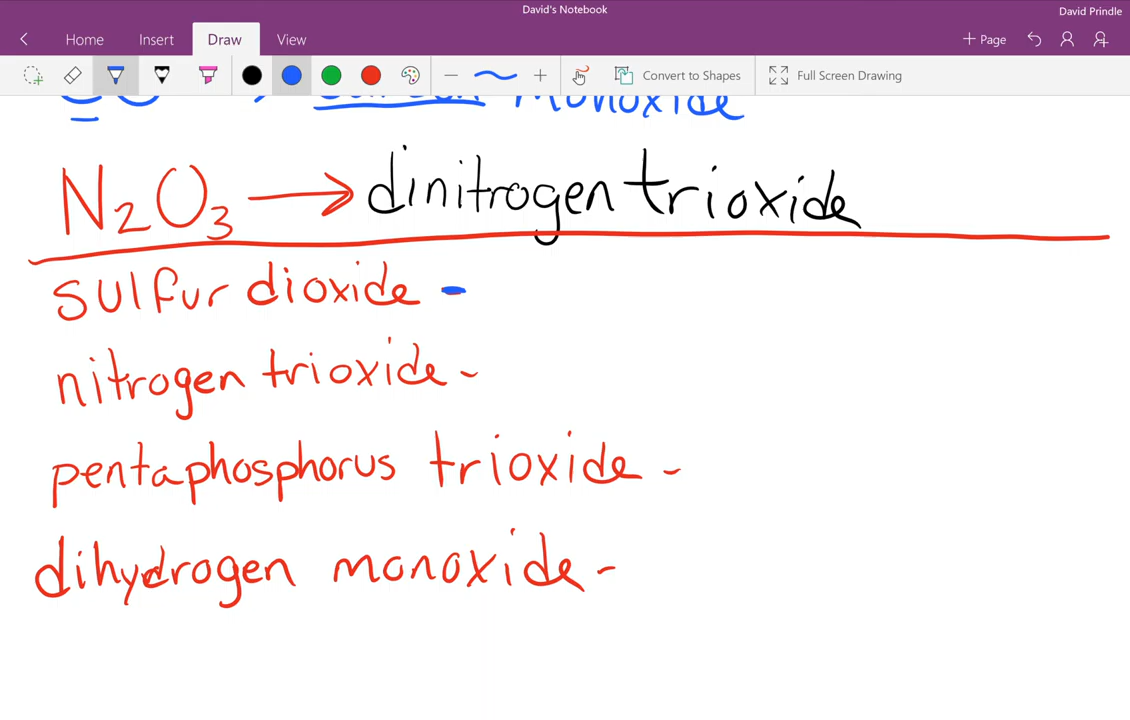 David's Notebook
David Prindle
Home Insert Draw View + Page
Convert to Shapes Full Screen Drawing
monoxide
N₂O₃ → dinitrogen trioxide
sulfur dioxide -
nitrogen trioxide -
pentaphosphorus trioxide -
dihydrogen monoxide -